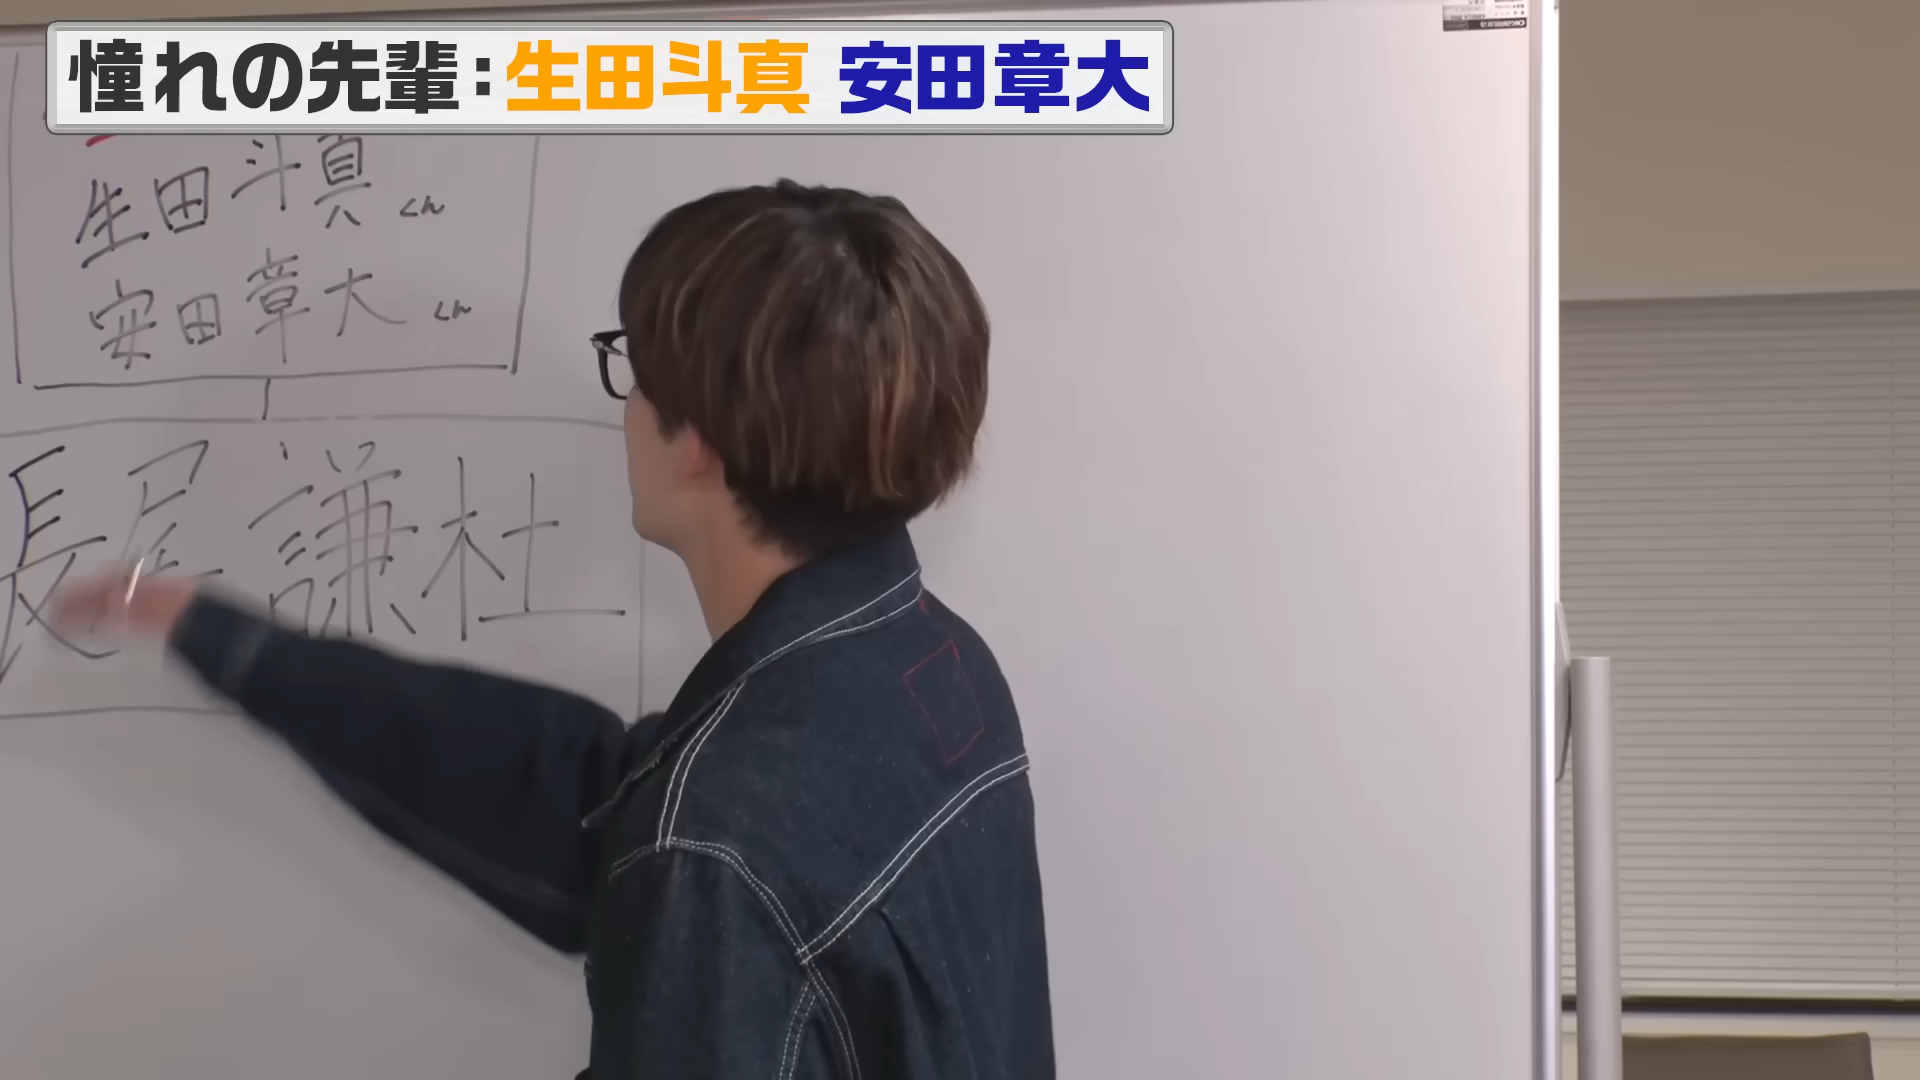 憧れの先輩：生田斗真 安田章大
生田斗真くん
安田章大くん
長尾謙杜